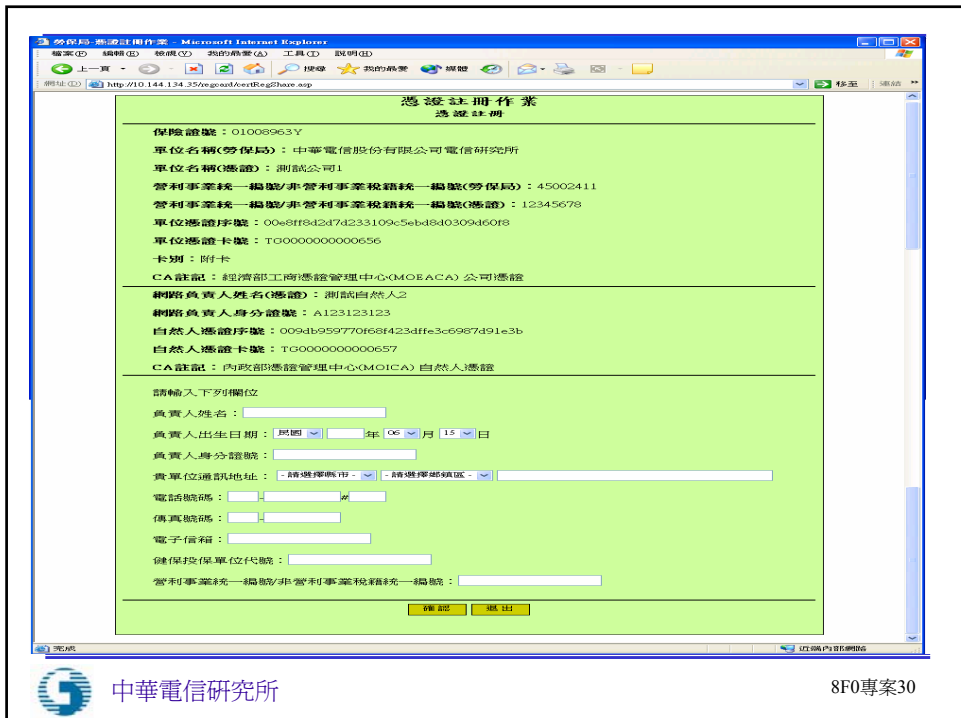 勞保局-憑證註冊作業 - Microsoft Internet Explorer
檔案(F) 編輯(E) 檢視(V) 我的最愛(A) 工具(T) 說明(H)
上一頁 搜尋 我的最愛 媒體
網址(D) http://10.144.134.35/regcard/certRegShare.asp 移至 連結 »
憑證註冊作業
憑證註冊
保險證號：01008963Y
單位名稱(勞保局)：中華電信股份有限公司電信研究所
單位名稱(憑證)：測試公司1
營利事業統一編號/非營利事業稅籍統一編號(勞保局)：45002411
營利事業統一編號/非營利事業稅籍統一編號(憑證)：12345678
單位憑證序號：00e8ff8d2d7d233109c5ebd8d0309d60f8
單位憑證卡號：TG0000000000656
卡別：附卡
CA註記：經濟部工商憑證管理中心(MOEACA) 公司憑證
網路負責人姓名(憑證)：測試自然人2
網路負責人身分證號：A123123123
自然人憑證序號：009db959770f68f423dffe3c6987d91e3b
自然人憑證卡號：TG0000000000657
CA註記：內政部憑證管理中心(MOICA) 自然人憑證
請輸入下列欄位
負責人姓名：
負責人出生日期：民國 年 06 月 15 日
負責人身分證號：
貴單位通訊地址：-請選擇縣市- -請選擇鄉鎮區-
電話號碼： - #
傳真號碼： -
電子信箱：
健保投保單位代號：
營利事業統一編號/非營利事業稅籍統一編號：
確認 退出
完成 近端內部網路
中華電信研究所 8F0專案30